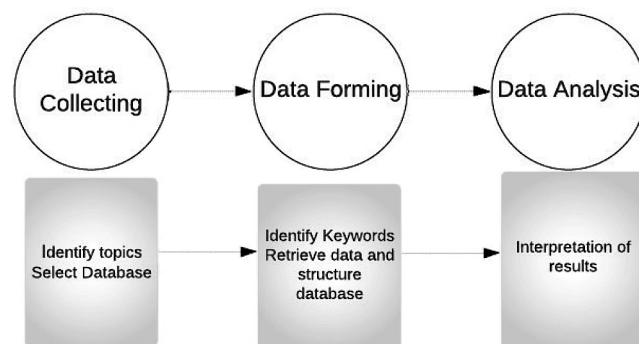 Data
Collecting
Data Forming
Data Analysis
Identify topics
Select Database
Identify Keywords
Retrieve data and
structure
database
Interpretation of
results